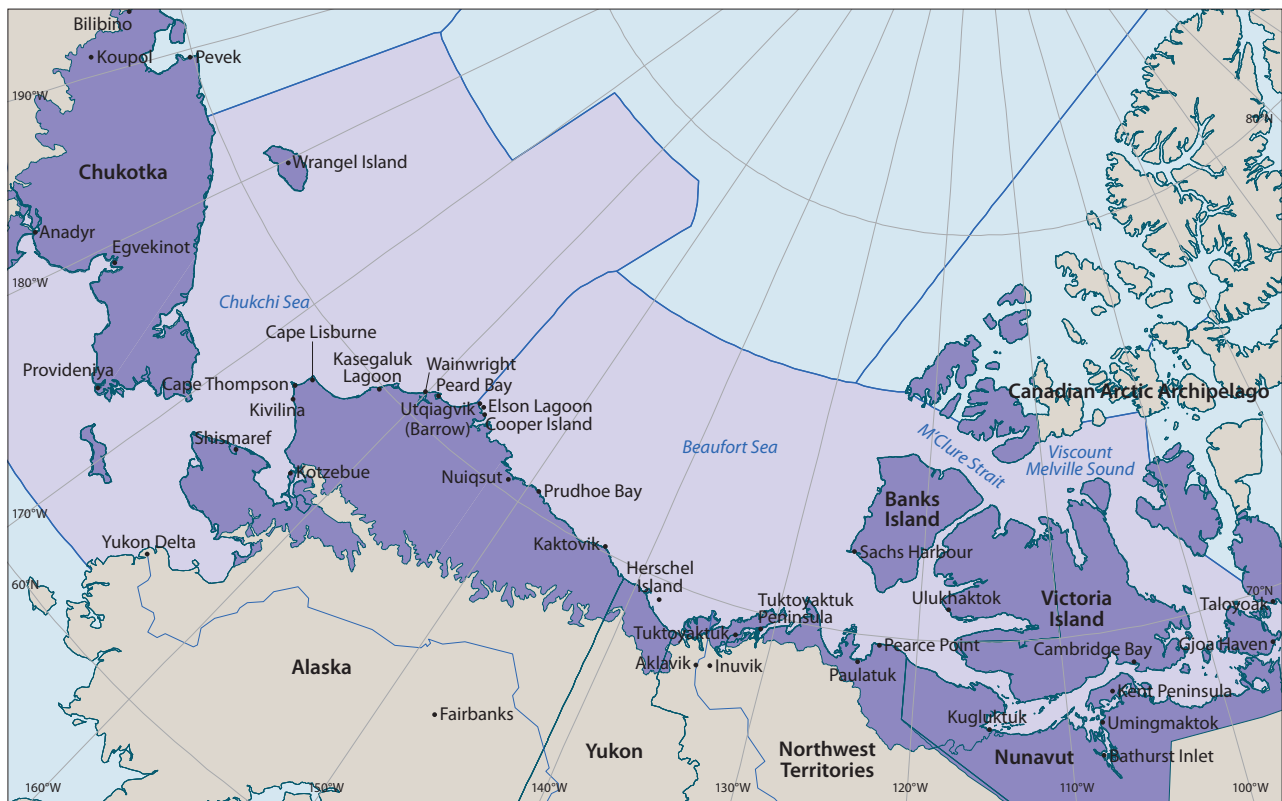 Bilibino
Koupol
Pevek
190°W
80°N
Wrangel Island
Chukotka
Anadyr
Egvekinot
180°W
Chukchi Sea
Cape Lisburne
Kasegaluk
Lagoon
Wainwright
Peard Bay
Provideniya
Cape Thompson
Kivilina
Utqiagvik
(Barrow)
Elson Lagoon
Cooper Island
Canadian Arctic Archipelago
Shismaref
Beaufort Sea
M'Clure Strait
Viscount
Melville Sound
Kotzebue
Nuiqsut
Prudhoe Bay
Banks
Island
170°W
Yukon Delta
Kaktovik
Sachs Harbour
60°N
Herschel
Island
Tuktoyaktuk
Peninsula
Ulukhaktok
Victoria
Island
70°N
Taloyoak
Tuktoyaktuk
Aklavik
Inuvik
Pearce Point
Paulatuk
Cambridge Bay
Gjoa Haven
Alaska
Fairbanks
Kent Peninsula
Kugluktuk
Umingmaktok
Yukon
Northwest
Territories
Nunavut
Bathurst Inlet
160°W
150°W
140°W
130°W
120°W
110°W
100°W